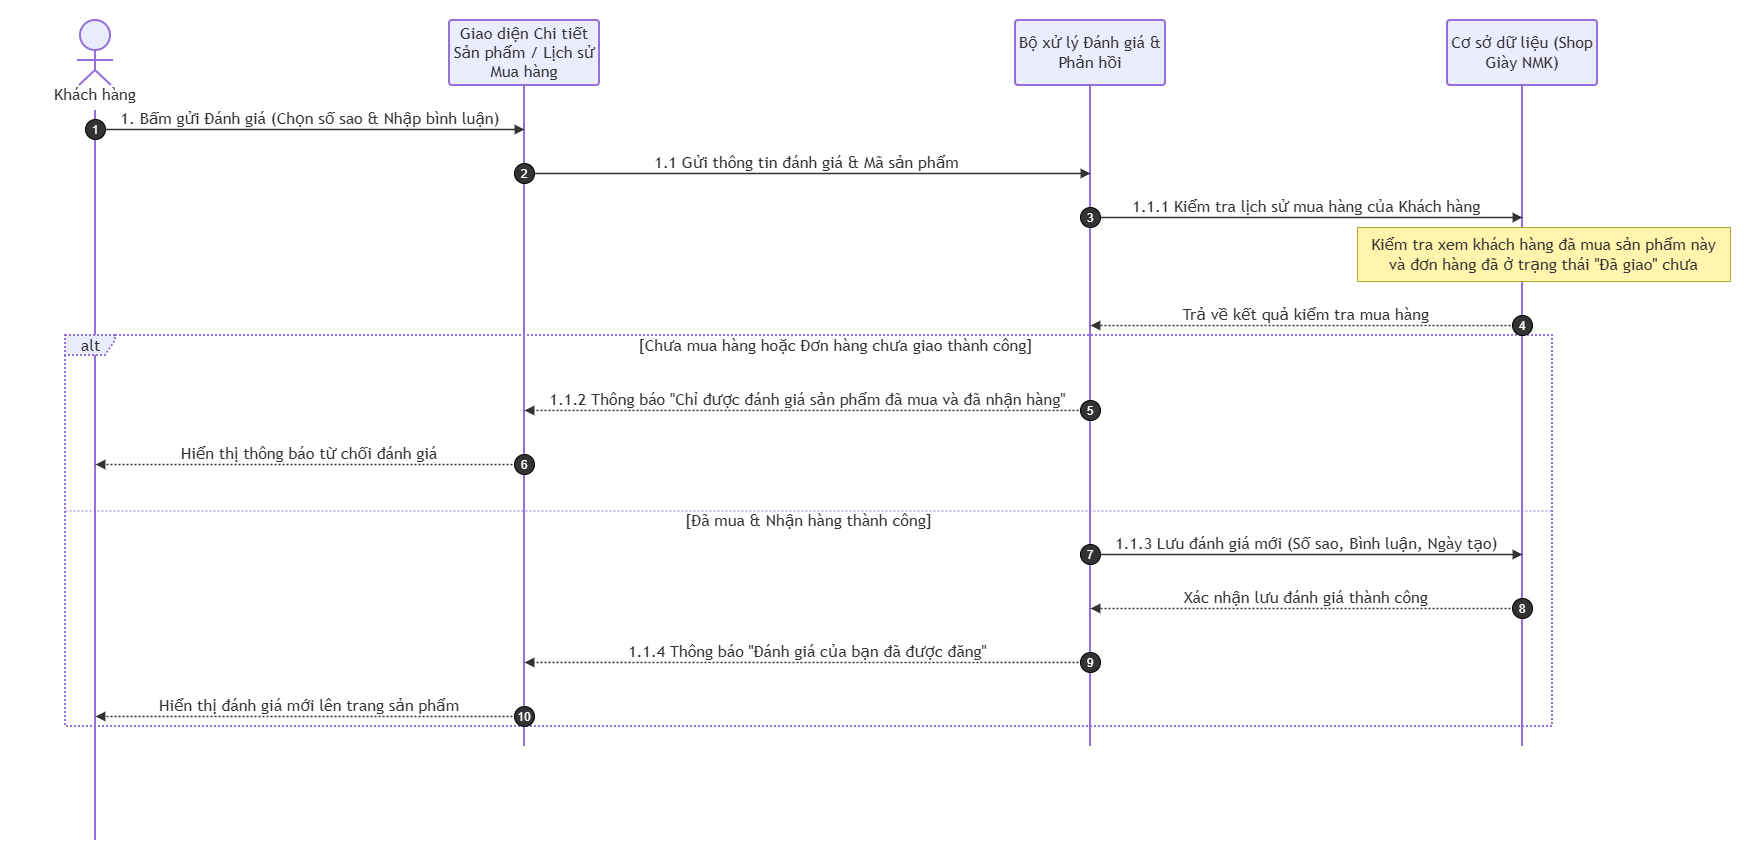 Khách hàng
Giao diện Chi tiết
Sản phẩm / Lịch sử
Mua hàng
Bộ xử lý Đánh giá &
Phản hồi
Cơ sở dữ liệu (Shop
Giày NMK)
1
1. Bấm gửi Đánh giá (Chọn số sao & Nhập bình luận)
2
1.1 Gửi thông tin đánh giá & Mã sản phẩm
3
1.1.1 Kiểm tra lịch sử mua hàng của Khách hàng
Kiểm tra xem khách hàng đã mua sản phẩm này
và đơn hàng đã ở trạng thái "Đã giao" chưa
Trả về kết quả kiểm tra mua hàng
4
alt
[Chưa mua hàng hoặc Đơn hàng chưa giao thành công]
1.1.2 Thông báo "Chỉ được đánh giá sản phẩm đã mua và đã nhận hàng"
5
Hiển thị thông báo từ chối đánh giá
6
[Đã mua & Nhận hàng thành công]
7
1.1.3 Lưu đánh giá mới (Số sao, Bình luận, Ngày tạo)
Xác nhận lưu đánh giá thành công
8
1.1.4 Thông báo "Đánh giá của bạn đã được đăng"
9
Hiển thị đánh giá mới lên trang sản phẩm
10